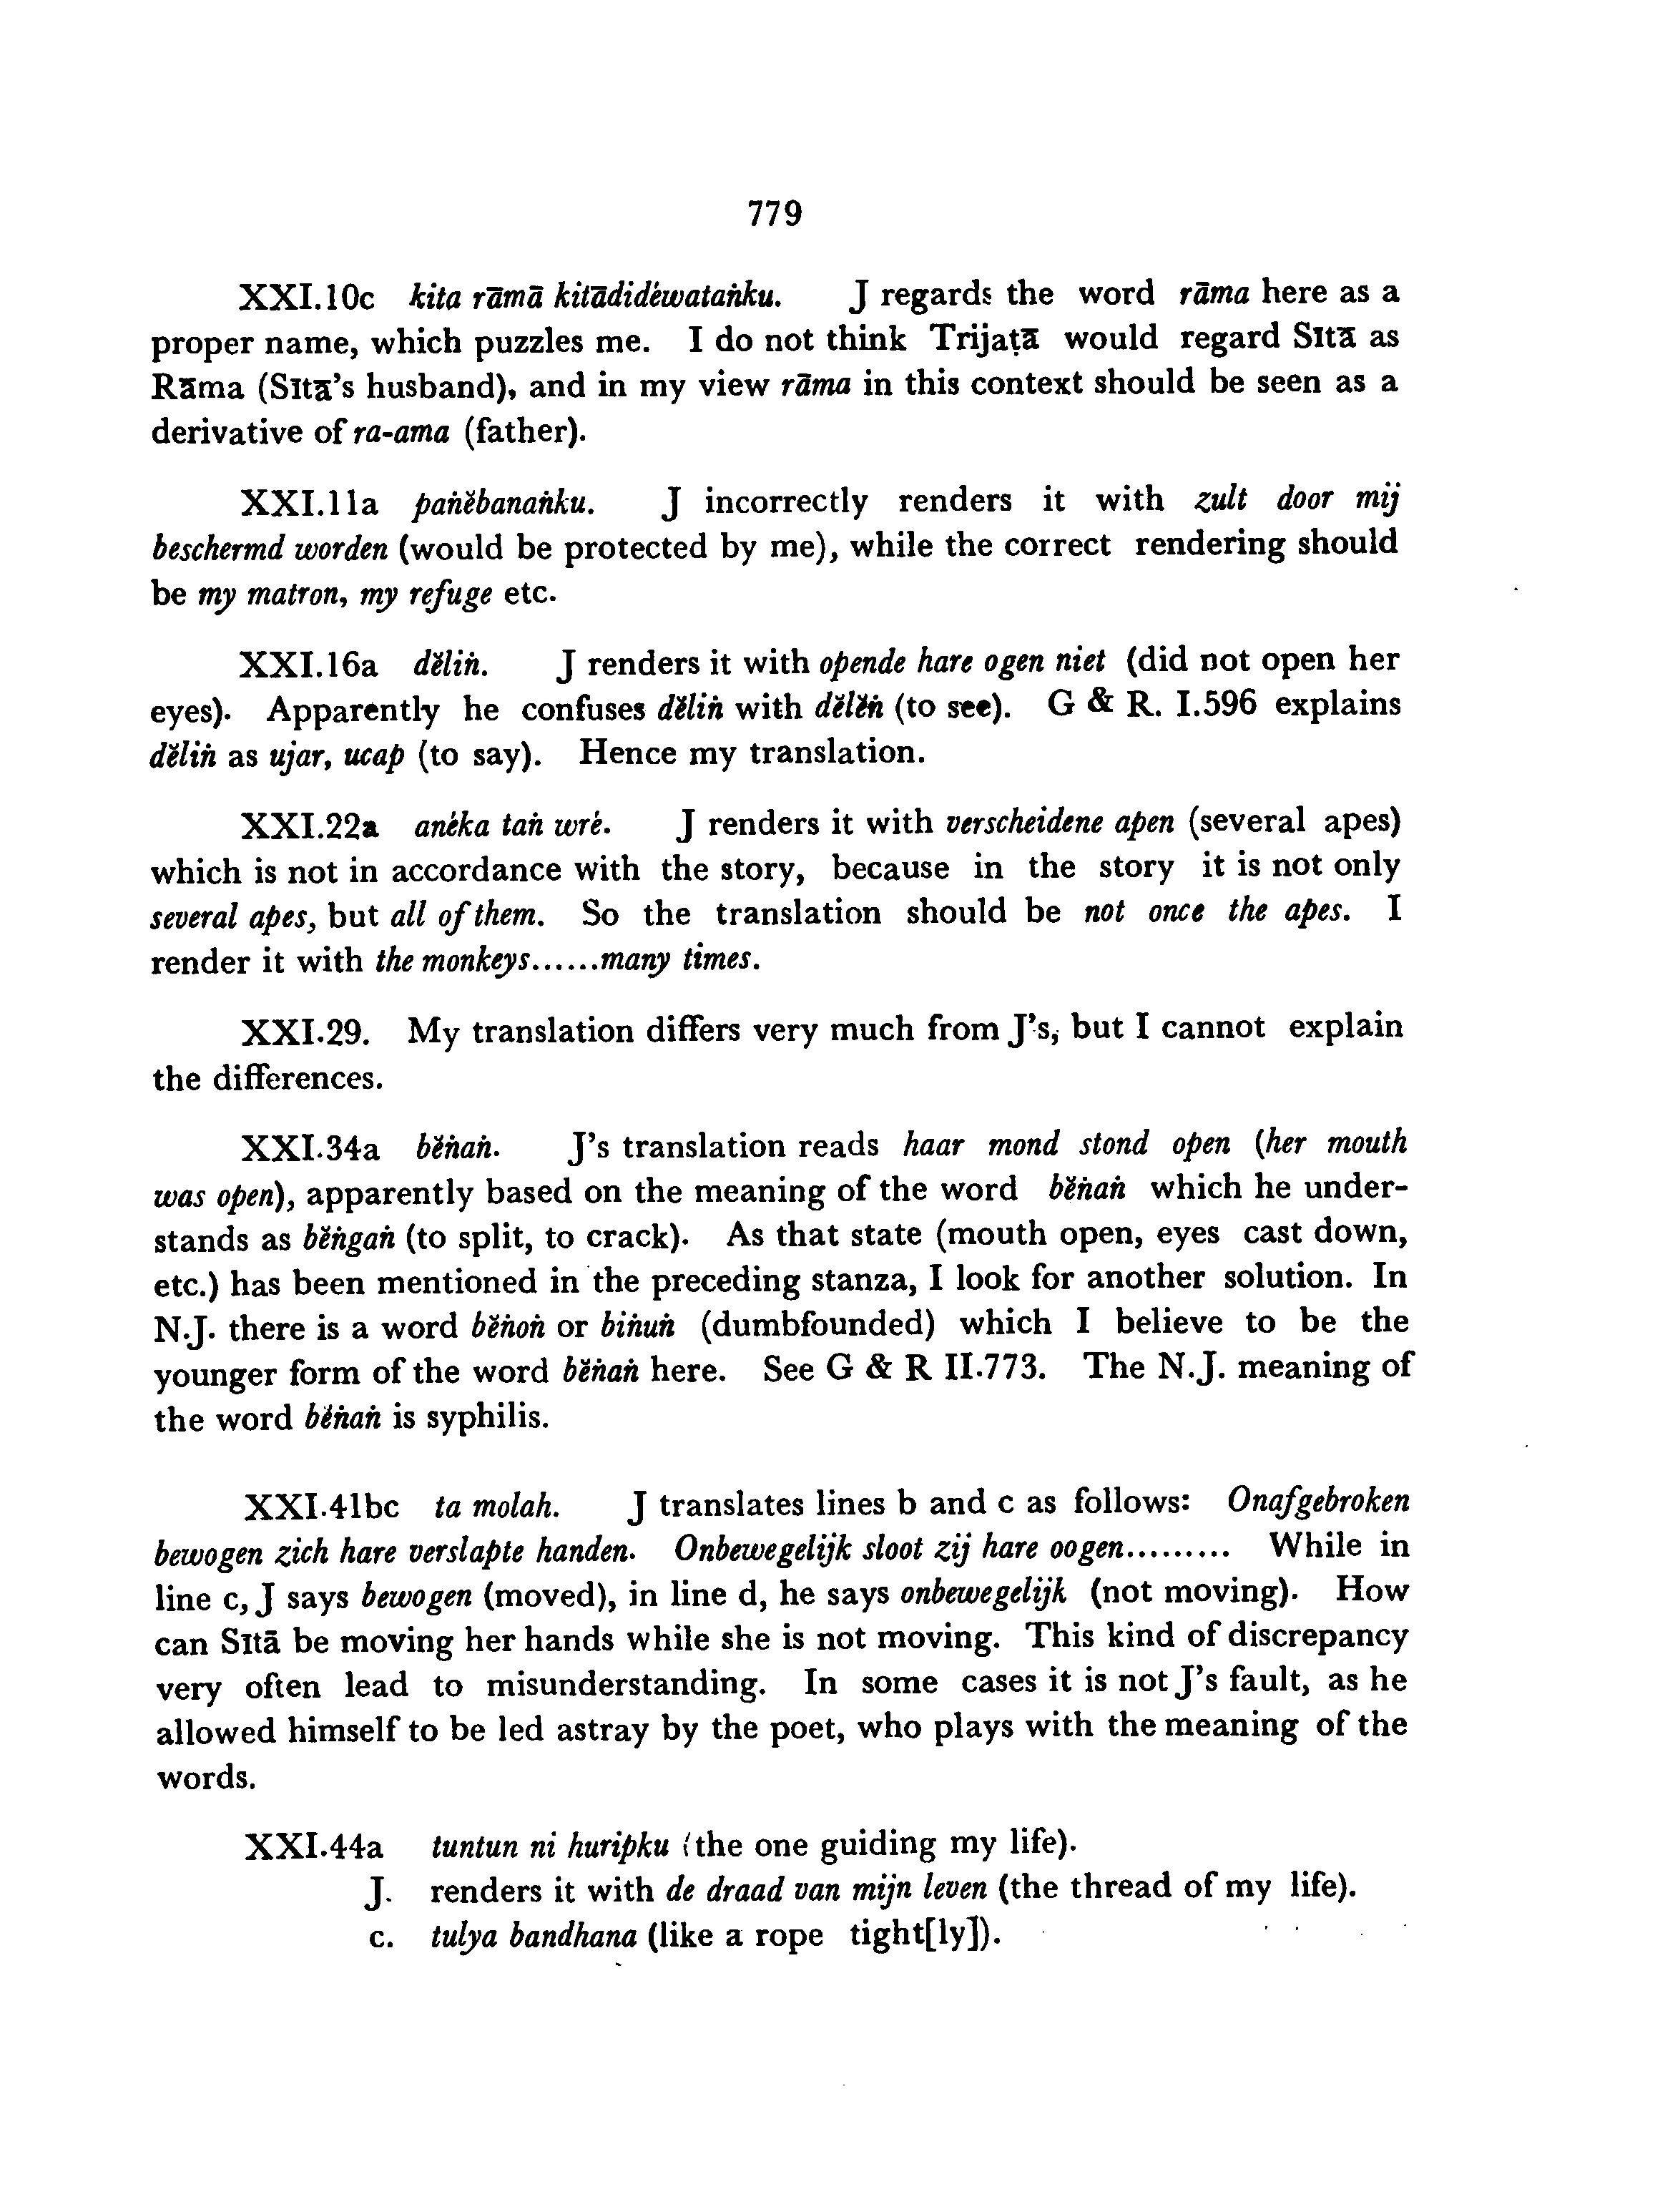 779
XXI.10c kita rāmā kitādidéwataṅku. J regards the word rāma here as a
proper name, which puzzles me. I do not think Trijaṭā would regard Sītā as
Rāma (Sītā's husband), and in my view rāma in this context should be seen as a
derivative of ra-ama (father).
XXI.11a paṅĕbanaṅku. J incorrectly renders it with zult door mij
beschermd worden (would be protected by me), while the correct rendering should
be my matron, my refuge etc.
XXI.16a dĕliṅ. J renders it with opende hare ogen niet (did not open her
eyes). Apparently he confuses dĕliṅ with dĕlĕṅ (to see). G & R. I.596 explains
dĕliṅ as ujar, ucap (to say). Hence my translation.
XXI.22a anéka taṅ wré. J renders it with verscheidene apen (several apes)
which is not in accordance with the story, because in the story it is not only
several apes, but all of them. So the translation should be not once the apes. I
render it with the monkeys......many times.
XXI.29. My translation differs very much from J's, but I cannot explain
the differences.
XXI.34a bĕṅaṅ. J's translation reads haar mond stond open (her mouth
was open), apparently based on the meaning of the word bĕṅaṅ which he under-
stands as bĕṅgaṅ (to split, to crack). As that state (mouth open, eyes cast down,
etc.) has been mentioned in the preceding stanza, I look for another solution. In
N.J. there is a word bĕṅoṅ or biṅuṅ (dumbfounded) which I believe to be the
younger form of the word bĕṅaṅ here. See G & R II.773. The N.J. meaning of
the word béṅaṅ is syphilis.
XXI.41bc ta molah. J translates lines b and c as follows: Onafgebroken
bewogen zich hare verslapte handen. Onbewegelijk sloot zij hare oogen......... While in
line c, J says bewogen (moved), in line d, he says onbewegelijk (not moving). How
can Sītā be moving her hands while she is not moving. This kind of discrepancy
very often lead to misunderstanding. In some cases it is not J's fault, as he
allowed himself to be led astray by the poet, who plays with the meaning of the
words.
XXI.44a tuntun ni huripku (the one guiding my life).
J. renders it with de draad van mijn leven (the thread of my life).
c. tulya bandhana (like a rope tight[ly]).